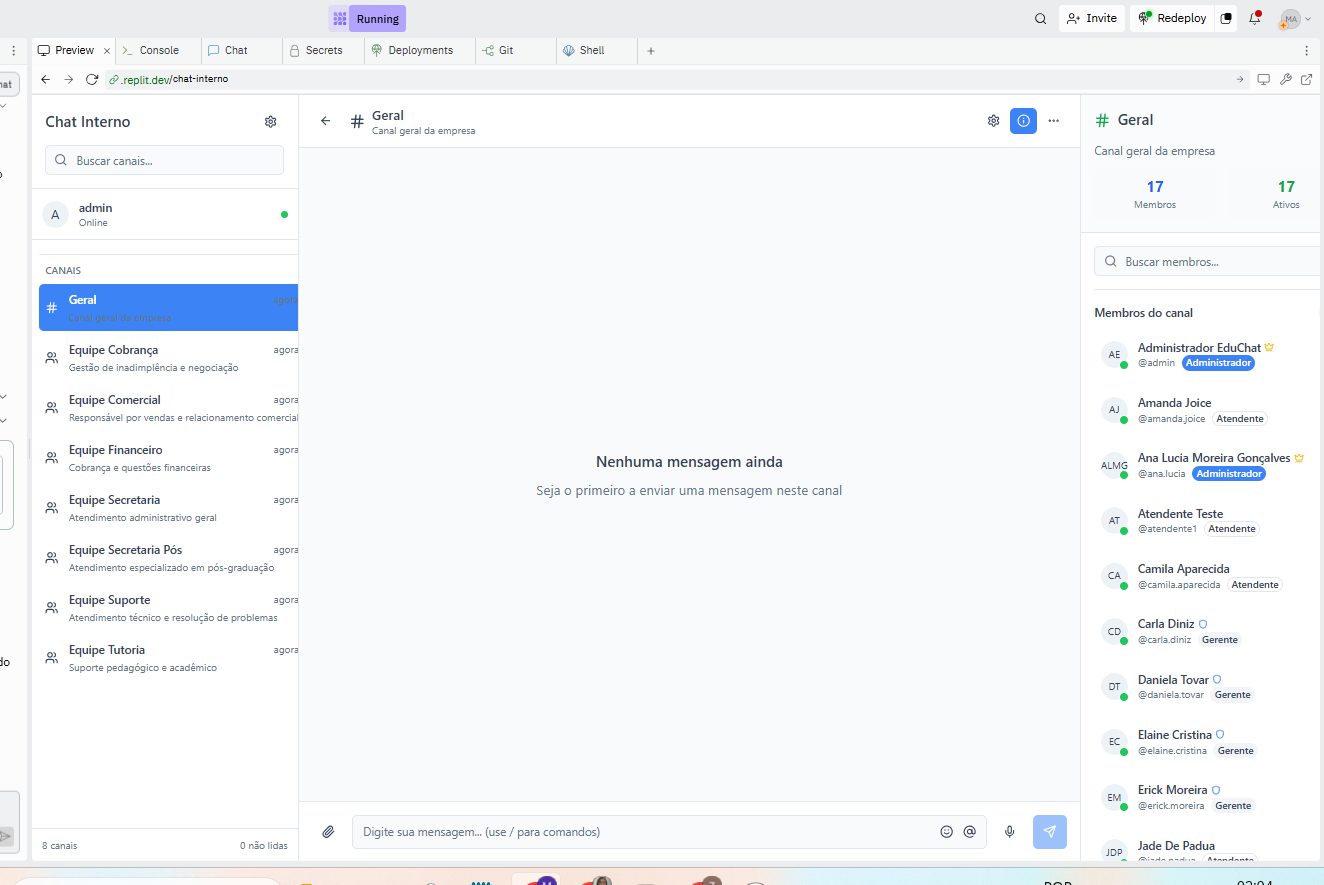 Running
Invite
Redeploy
MA
Preview
Console
Chat
Secrets
Deployments
Git
Shell
.replit.dev/chat-interno
Chat Interno
Buscar canais...
A
admin
Online
CANAIS
Geral
agora
Canal geral da empresa
Equipe Cobrança
agora
Gestão de inadimplência e negociação
Equipe Comercial
agora
Responsável por vendas e relacionamento comercial
Equipe Financeiro
agora
Cobrança e questões financeiras
Equipe Secretaria
agora
Atendimento administrativo geral
Equipe Secretaria Pós
agora
Atendimento especializado em pós-graduação
Equipe Suporte
agora
Atendimento técnico e resolução de problemas
Equipe Tutoria
agora
Suporte pedagógico e acadêmico
8 canais
0 não lidas
# Geral
Canal geral da empresa
Nenhuma mensagem ainda
Seja o primeiro a enviar uma mensagem neste canal
Digite sua mensagem... (use / para comandos)
# Geral
Canal geral da empresa
17
Membros
17
Ativos
Buscar membros...
Membros do canal
AE
Administrador EduChat
@admin Administrador
AJ
Amanda Joice
@amanda.joice Atendente
ALMG
Ana Lucia Moreira Gonçalves
@ana.lucia Administrador
AT
Atendente Teste
@atendente1 Atendente
CA
Camila Aparecida
@camila.aparecida Atendente
CD
Carla Diniz
@carla.diniz Gerente
DT
Daniela Tovar
@daniela.tovar Gerente
EC
Elaine Cristina
@elaine.cristina Gerente
EM
Erick Moreira
@erick.moreira Gerente
JDP
Jade De Padua
@jade.padua Atendente